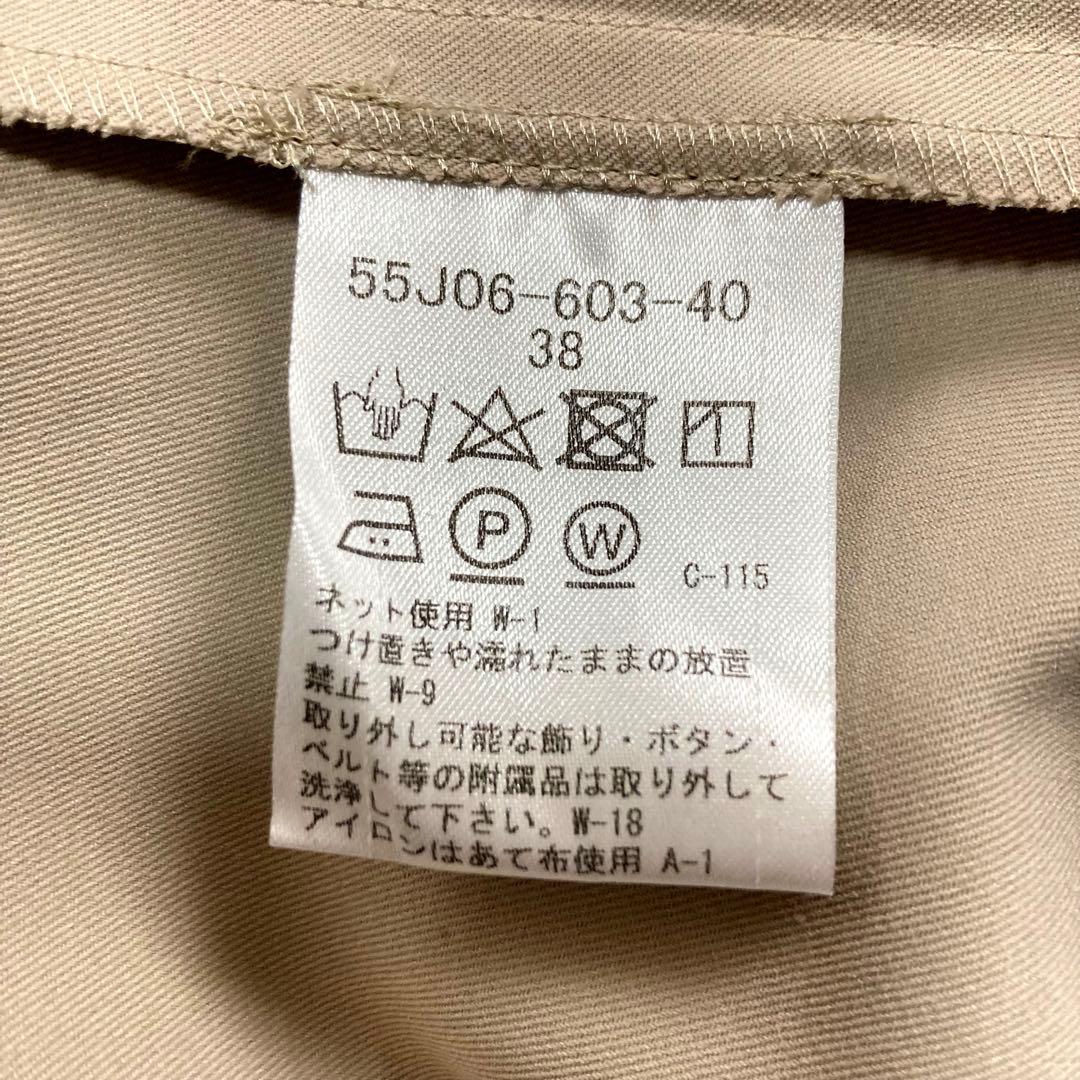 55J06-603-40
38
P W C-115
ネット使用 W-1
つけ置きや濡れたままの放置
禁止 W-9
取り外し可能な飾り・ボタン・
ベルト等の附属品は取り外して
洗浄して下さい。W-18
アイロンはあて布使用 A-1